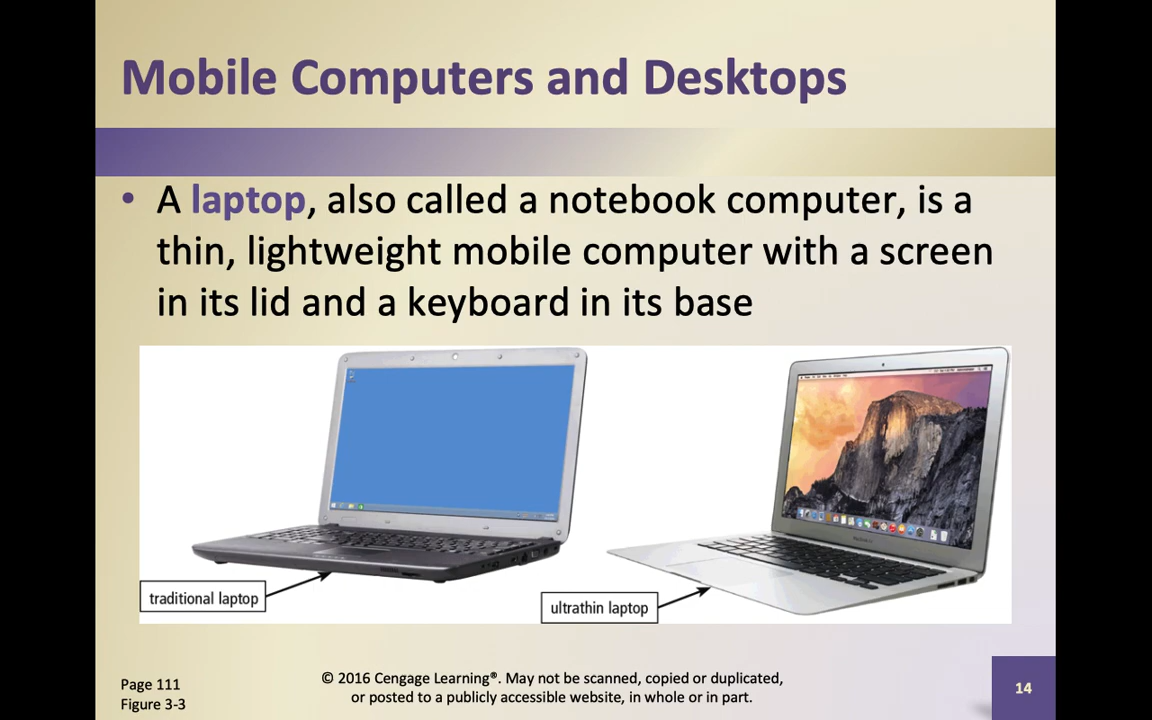 Mobile Computers and Desktops
• A laptop, also called a notebook computer, is a
thin, lightweight mobile computer with a screen
in its lid and a keyboard in its base
traditional laptop
ultrathin laptop
Page 111
Figure 3-3
© 2016 Cengage Learning®. May not be scanned, copied or duplicated,
or posted to a publicly accessible website, in whole or in part.
14